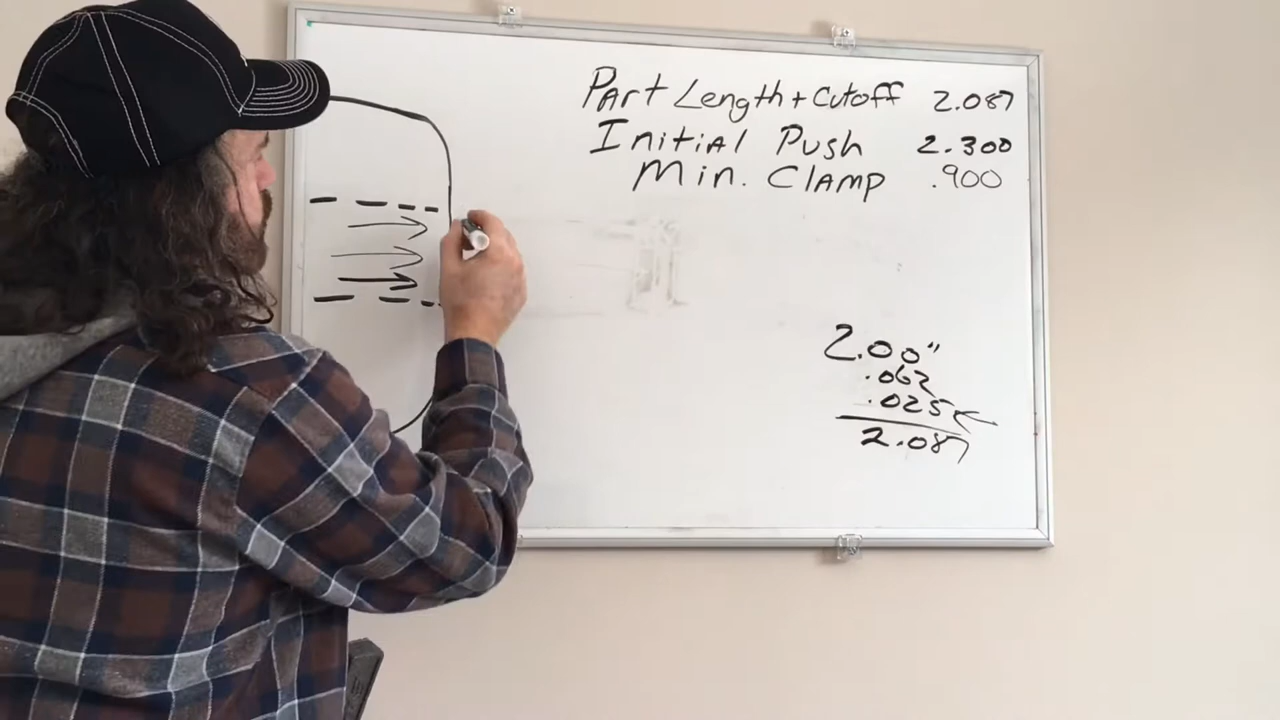 Part Length + Cutoff 2.087
Initial Push 2.300
Min. Clamp .900
2.00"
.062
.025
2.087